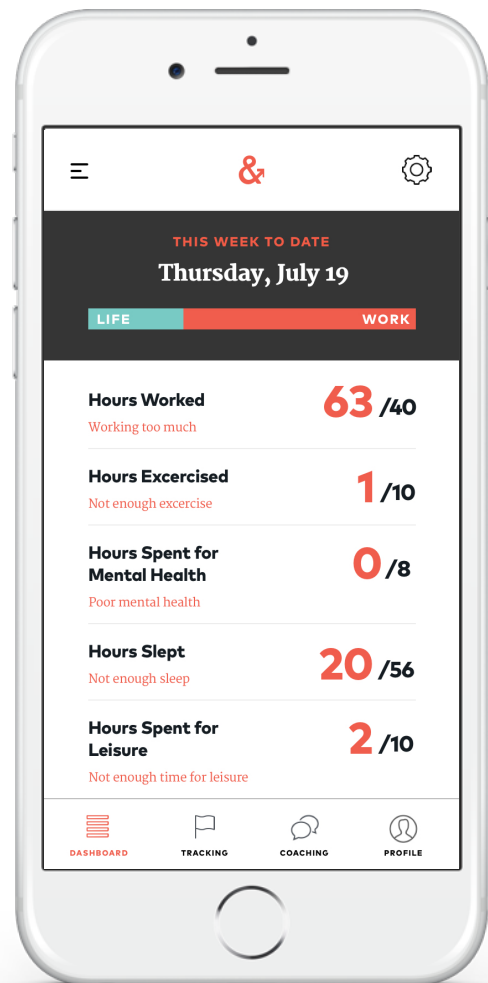 &
THIS WEEK TO DATE
Thursday, July 19
LIFE WORK
Hours Worked 63 /40
Working too much
Hours Excercised 1 /10
Not enough excercise
Hours Spent for
Mental Health 0 /8
Poor mental health
Hours Slept 20 /56
Not enough sleep
Hours Spent for
Leisure 2 /10
Not enough time for leisure
DASHBOARD TRACKING COACHING PROFILE